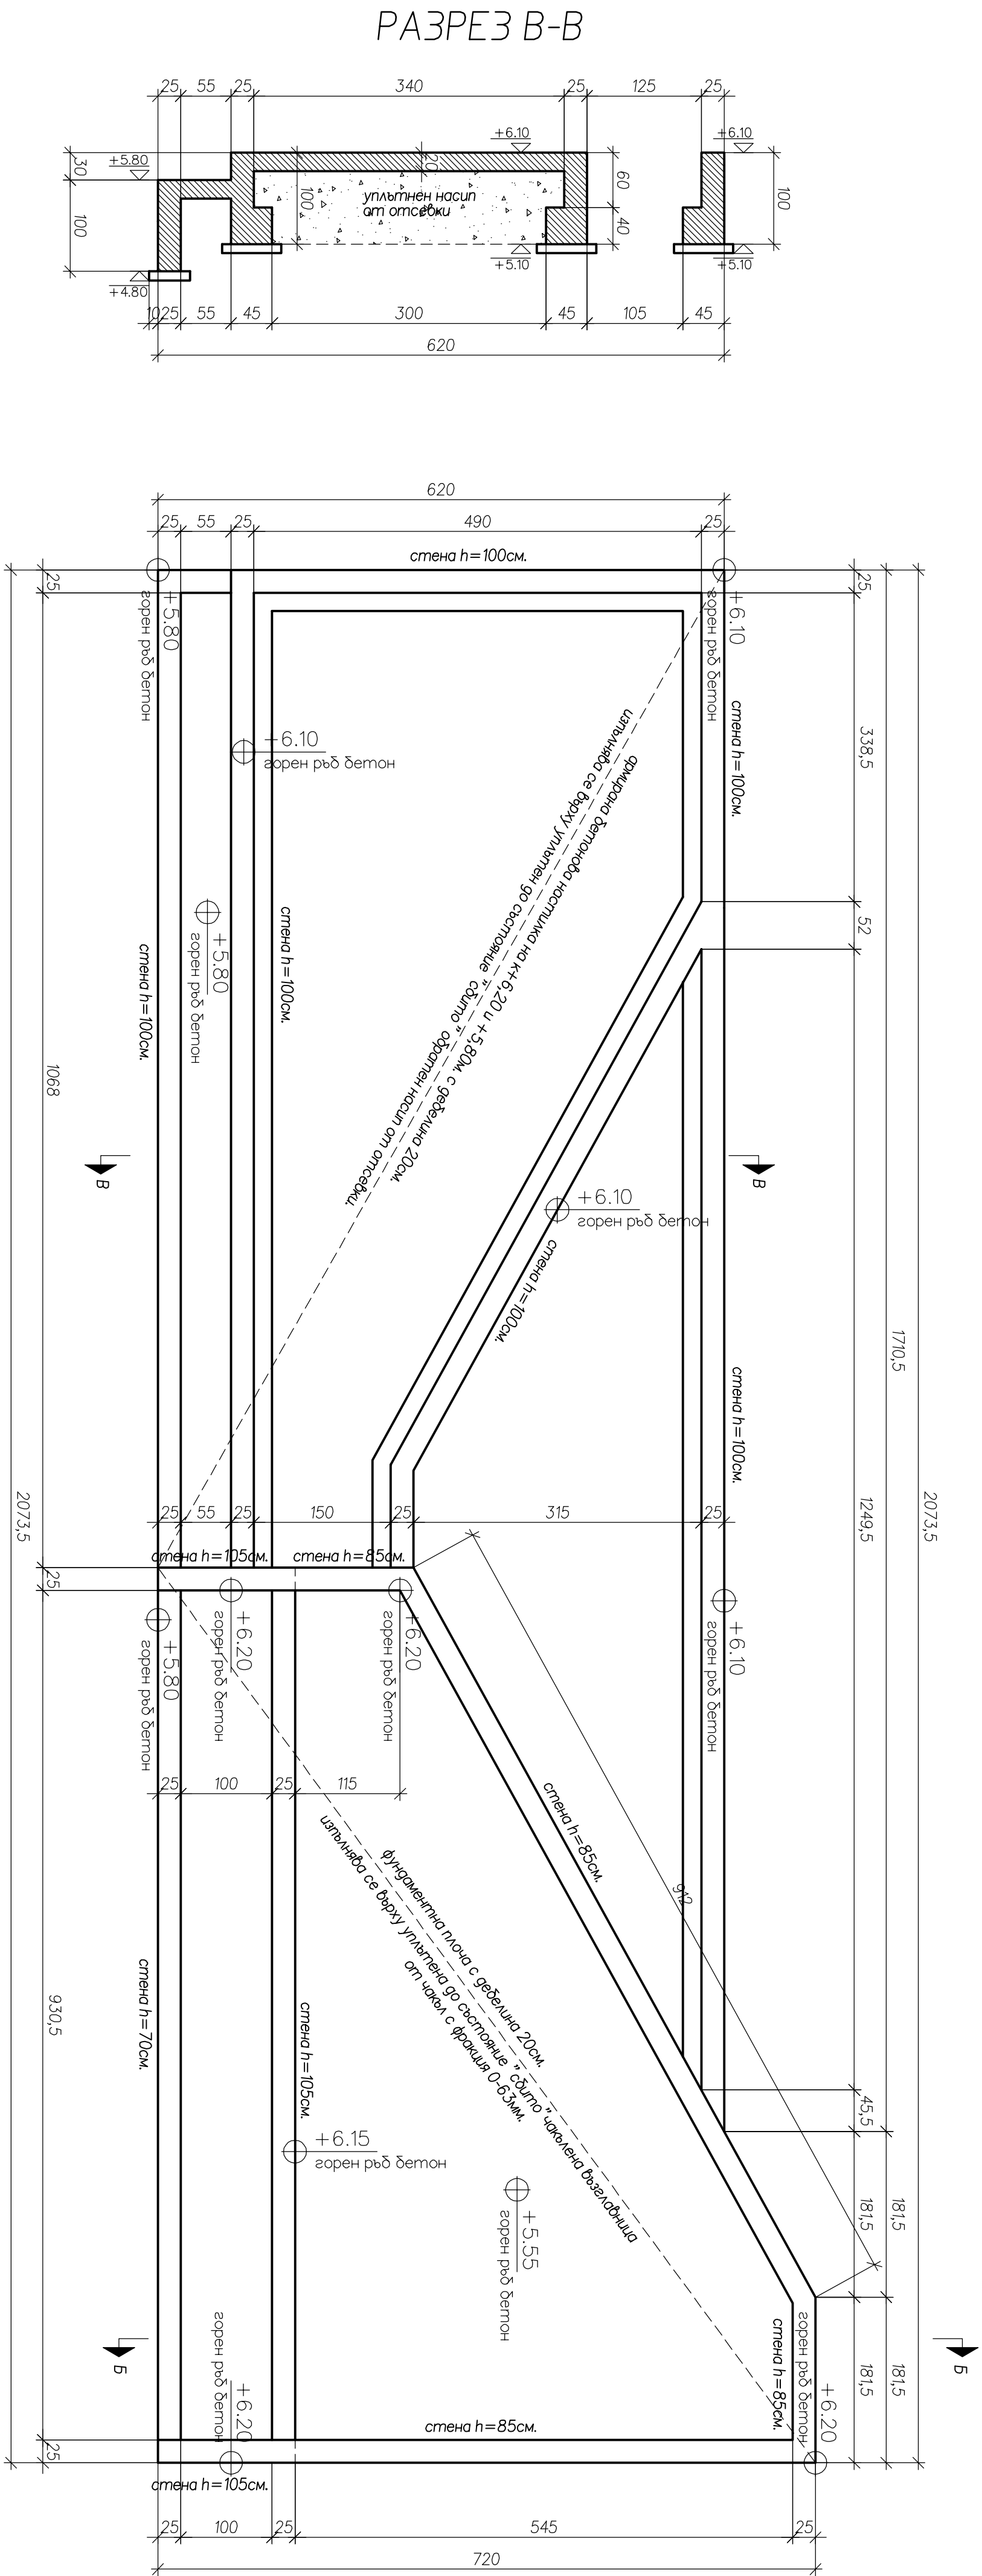 РАЗРЕЗ В-В
25
55
25
340
25
125
25
+6.10
+6.10
+5.80
30
100
20
100
60
40
100
уплътнен насип
от отсевки
+5.10
+5.10
+4.80
10
25
55
45
300
45
105
45
620
620
25
55
25
490
25
стена h=100см.
25
25
+5.80
горен ръб бетон
+6.10
горен ръб бетон
стена h=100см.
338,5
+6.10
горен ръб бетон
армирана бетонова настилка на к+6,20 и +5,80м. с дебелина 20см.
изпълнява се върху уплътнен до състояние "сбито" обратен насип от отсевки.
52
стена h=100см.
+5.80
горен ръб бетон
стена h=100см.
1068
В
В
+6.10
горен ръб бетон
стена h=100см.
стена h=100см.
1710,5
1249,5
2073,5
2073,5
25
55
25
150
25
315
25
стена h=105см.
стена h=85см.
25
+5.80
горен ръб бетон
+6.20
горен ръб бетон
+6.20
горен ръб бетон
+6.10
горен ръб бетон
25
100
25
115
стена h=85см.
912
фундаментна плоча с дебелина 20см.
изпълнява се върху уплътнена до състояние "сбито" чакълена възглавница
от чакъл с фракция 0-63мм.
стена h=70см.
930,5
стена h=105см.
+6.15
горен ръб бетон
+5.55
горен ръб бетон
45,5
181,5
181,5
Б
Б
181,5
181,5
+6.20
горен ръб бетон
стена h=85см.
+6.20
горен ръб бетон
стена h=85см.
25
стена h=105см.
25
100
25
545
25
720